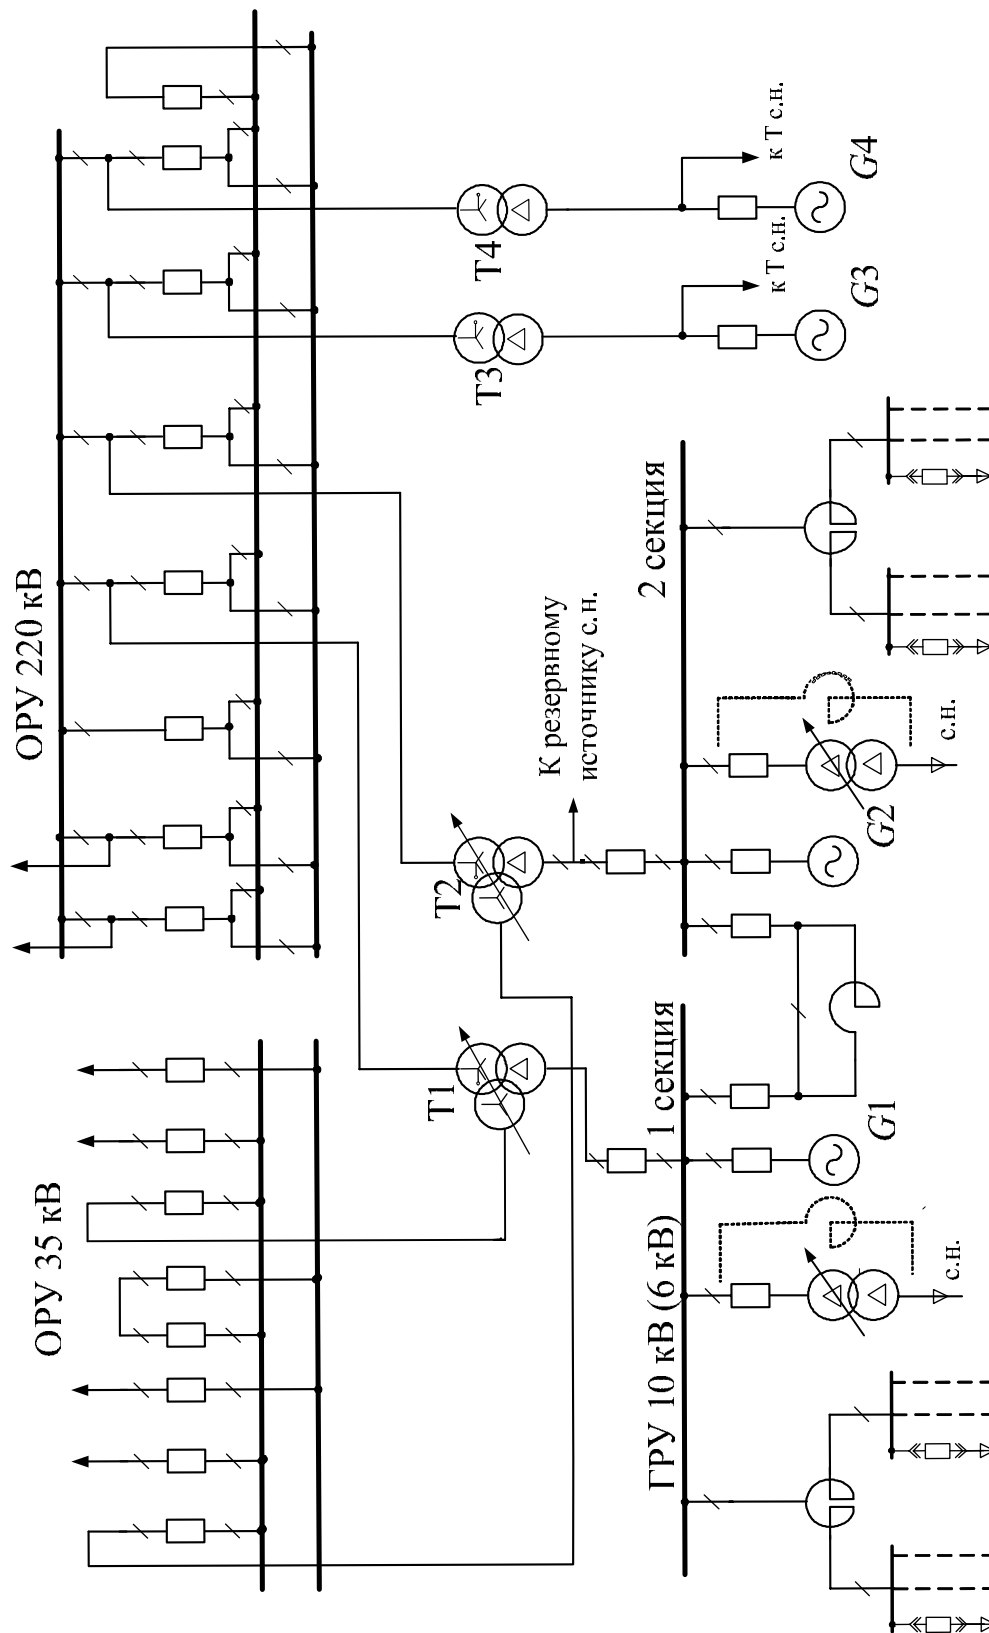 ОРУ 35 кВ
ОРУ 220 кВ
Т1
Т2
Т3
Т4
К резервному
источнику с.н.
к Т с.н.
к Т с.н.
ГРУ 10 кВ (6 кВ)
1 секция
2 секция
с.н.
G1
G2
с.н.
G3
G4